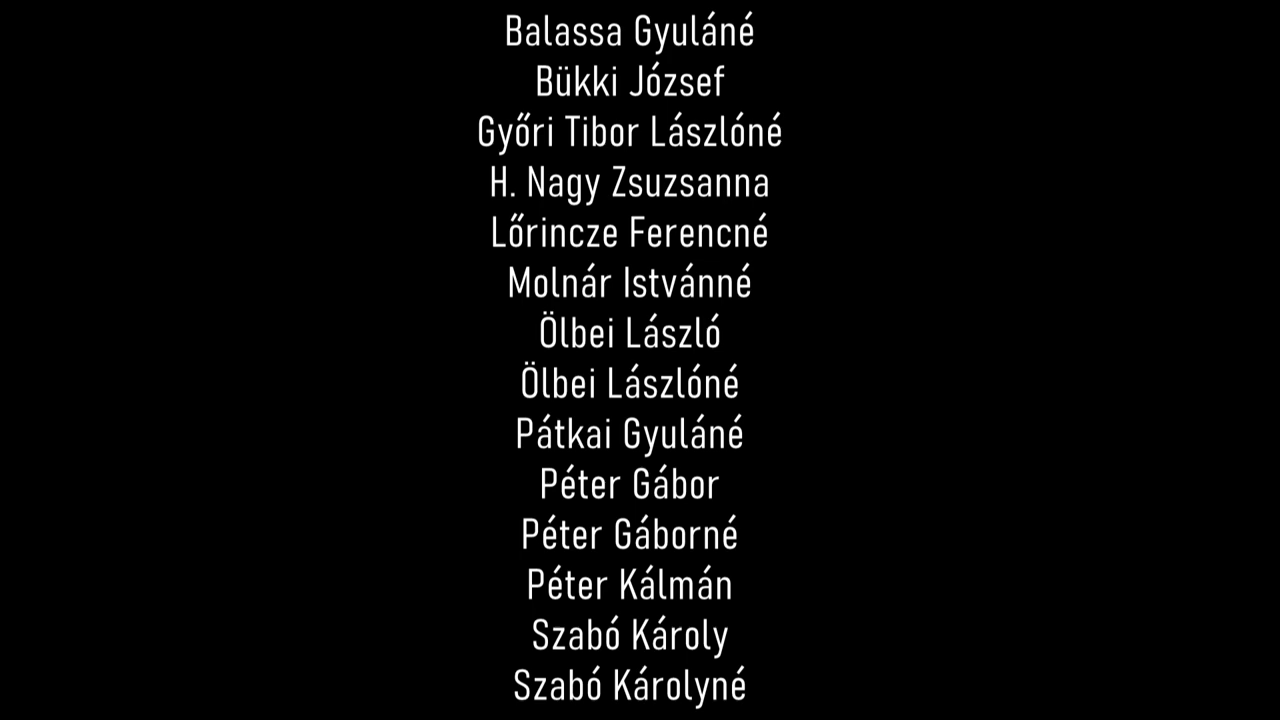 Balassa Gyuláné
Bükki József
Győri Tibor Lászlóné
H. Nagy Zsuzsanna
Lőrincze Ferencné
Molnár Istvánné
Ölbei László
Ölbei Lászlóné
Pátkai Gyuláné
Péter Gábor
Péter Gáborné
Péter Kálmán
Szabó Károly
Szabó Károlyné